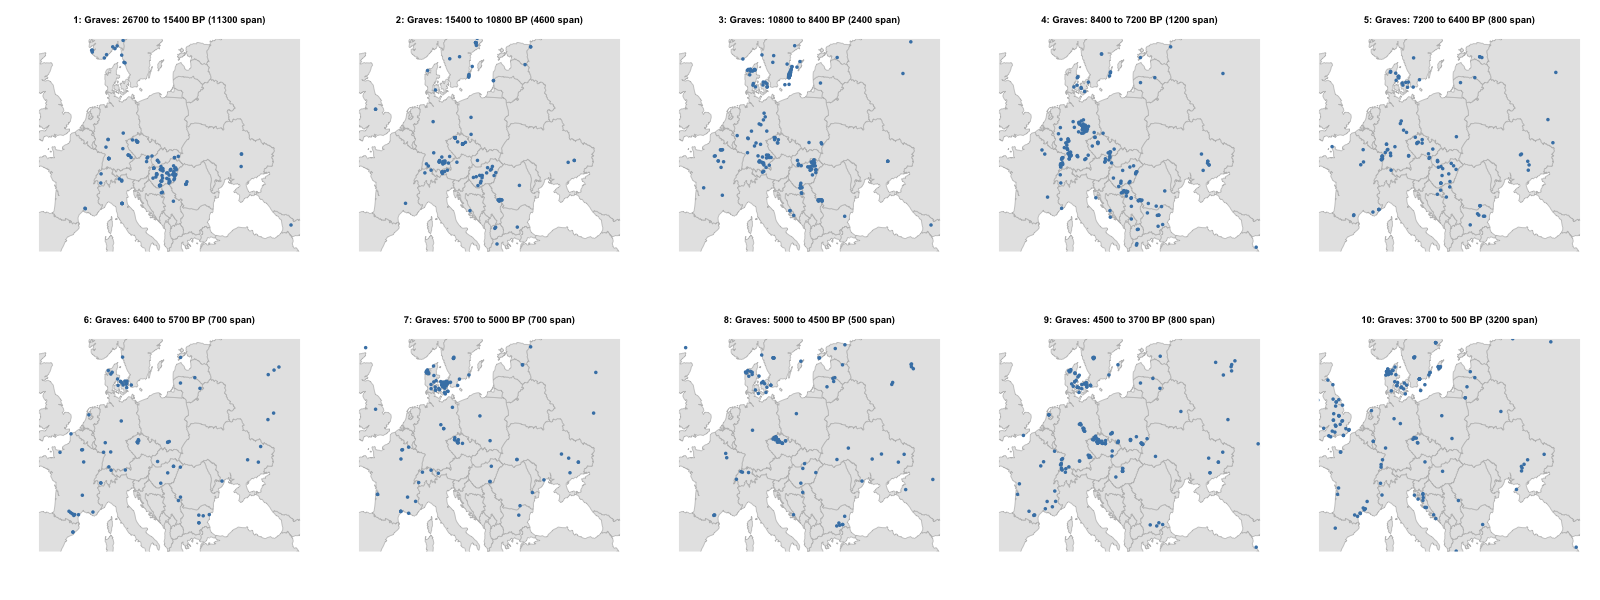 1: Graves: 26700 to 15400 BP (11300 span)
2: Graves: 15400 to 10800 BP (4600 span)
3: Graves: 10800 to 8400 BP (2400 span)
4: Graves: 8400 to 7200 BP (1200 span)
5: Graves: 7200 to 6400 BP (800 span)
6: Graves: 6400 to 5700 BP (700 span)
7: Graves: 5700 to 5000 BP (700 span)
8: Graves: 5000 to 4500 BP (500 span)
9: Graves: 4500 to 3700 BP (800 span)
10: Graves: 3700 to 500 BP (3200 span)